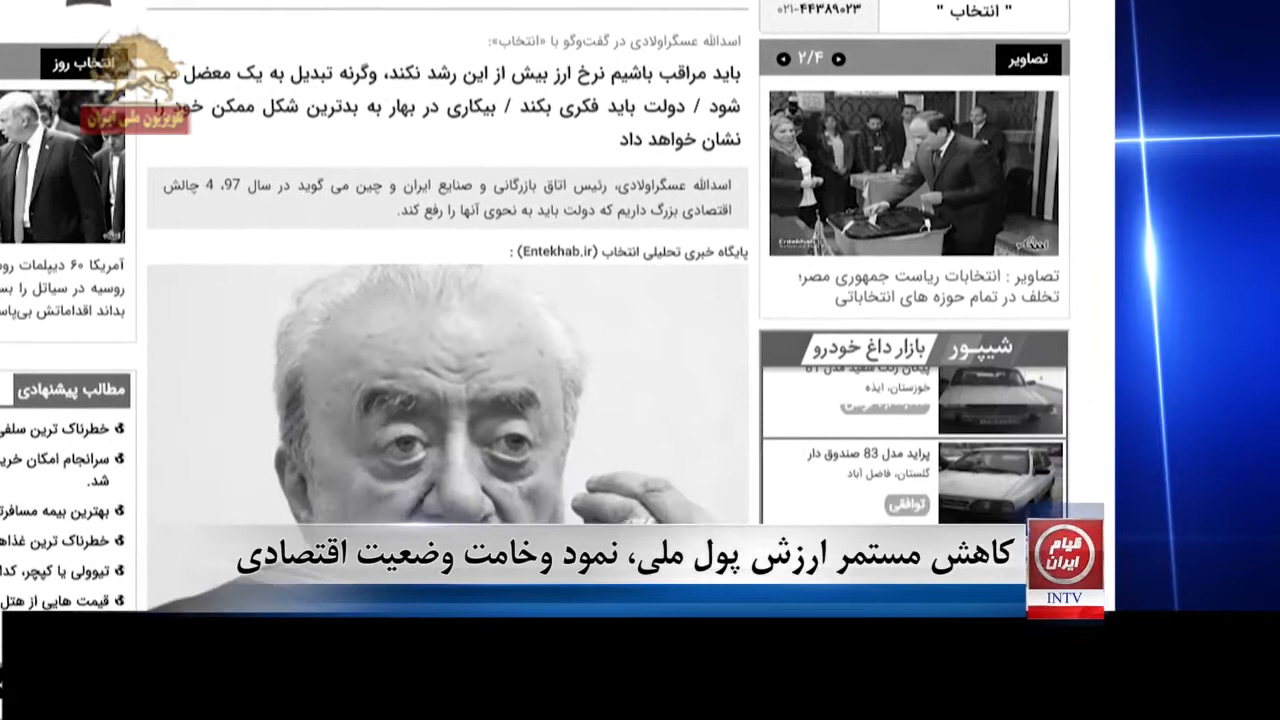 ۰۲۱-۴۴۳۸۹۰۲۳
" انتخاب "
تصاویر
۲/۴
Entekhab.ir
انتخاب
تصاویر : انتخابات ریاست جمهوری مصر؛
تخلف در تمام حوزه های انتخاباتی
شیپور
بازار داغ خودرو
خوزستان، ایذه
پراید مدل 83 صندوق دار
گلستان، فاضل آباد
توافقی
اسدالله عسگراولادی در گفت‌وگو با «انتخاب»:
باید مراقب باشیم نرخ ارز بیش از این رشد نکند، وگرنه تبدیل به یک معضل می
شود / دولت باید فکری بکند / بیکاری در بهار به بدترین شکل ممکن خود را
نشان خواهد داد
اسدالله عسگراولادی، رئیس اتاق بازرگانی و صنایع ایران و چین می گوید در سال 97، 4 چالش
اقتصادی بزرگ داریم که دولت باید به نحوی آنها را رفع کند.
پایگاه خبری تحلیلی انتخاب (Entekhab.ir) :
انتخاب روز
تلویزیون ملی ایران
آمریکا ۶۰ دیپلمات
روسیه در سیاتل را
بداند اقداماتش
مطالب پیشنهادی
خطرناک ترین سلفی
سرانجام امکان
شد.
بهترین بیمه
خطرناک ترین
تیوولی یا کپچر،
قیمت هایی از هتل
کاهش مستمر ارزش پول ملی، نمود وخامت وضعیت اقتصادی
قیام
ایران
INTV